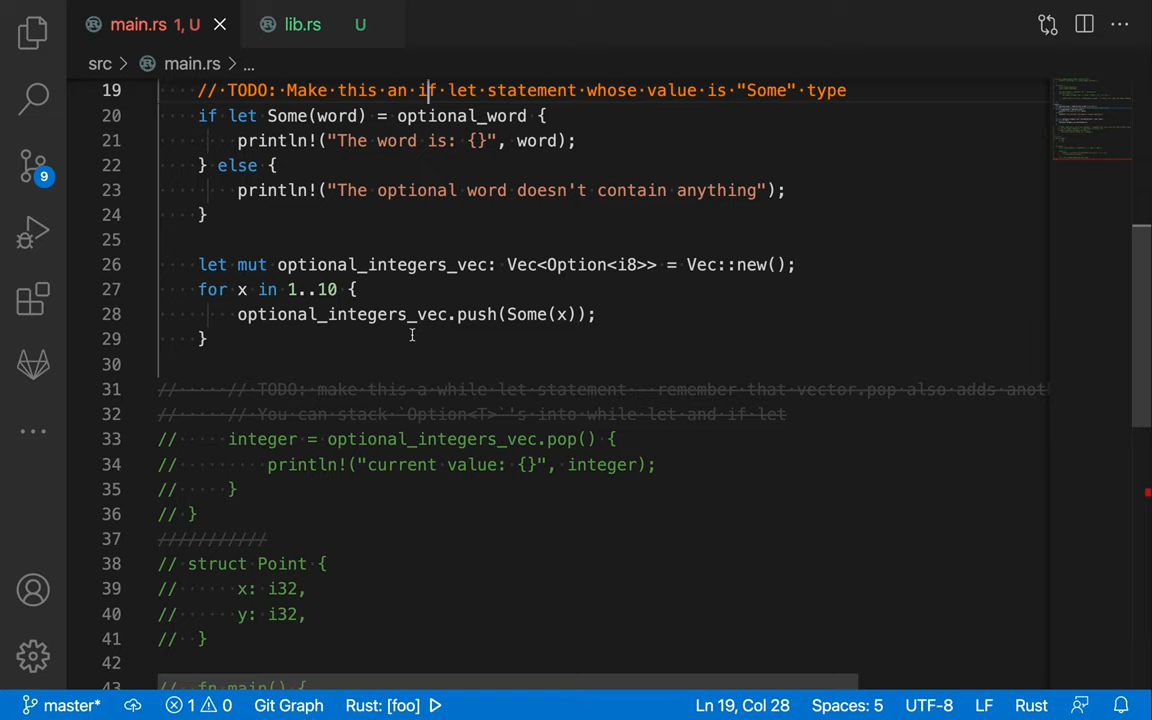 main.rs 1, U
lib.rs U
src > main.rs > ...
19 // TODO: Make this an if let statement whose value is "Some" type
20 if let Some(word) = optional_word {
21 println!("The word is: {}", word);
22 } else {
23 println!("The optional word doesn't contain anything");
24 }
25
26 let mut optional_integers_vec: Vec<Option<i8>> = Vec::new();
27 for x in 1..10 {
28 optional_integers_vec.push(Some(x));
29 }
30
31 // // TODO: make this a while let statement - remember that vector.pop also adds
32 // // You can stack `Option<T>`'s into while let and if let
33 // integer = optional_integers_vec.pop() {
34 // println!("current value: {}", integer);
35 // }
36 // }
37 ///////////
38 // struct Point {
39 // x: i32,
40 // y: i32,
41 // }
42
43 // fn main() {
9
master* 1 0 Git Graph Rust: [foo] Ln 19, Col 28 Spaces: 5 UTF-8 LF Rust